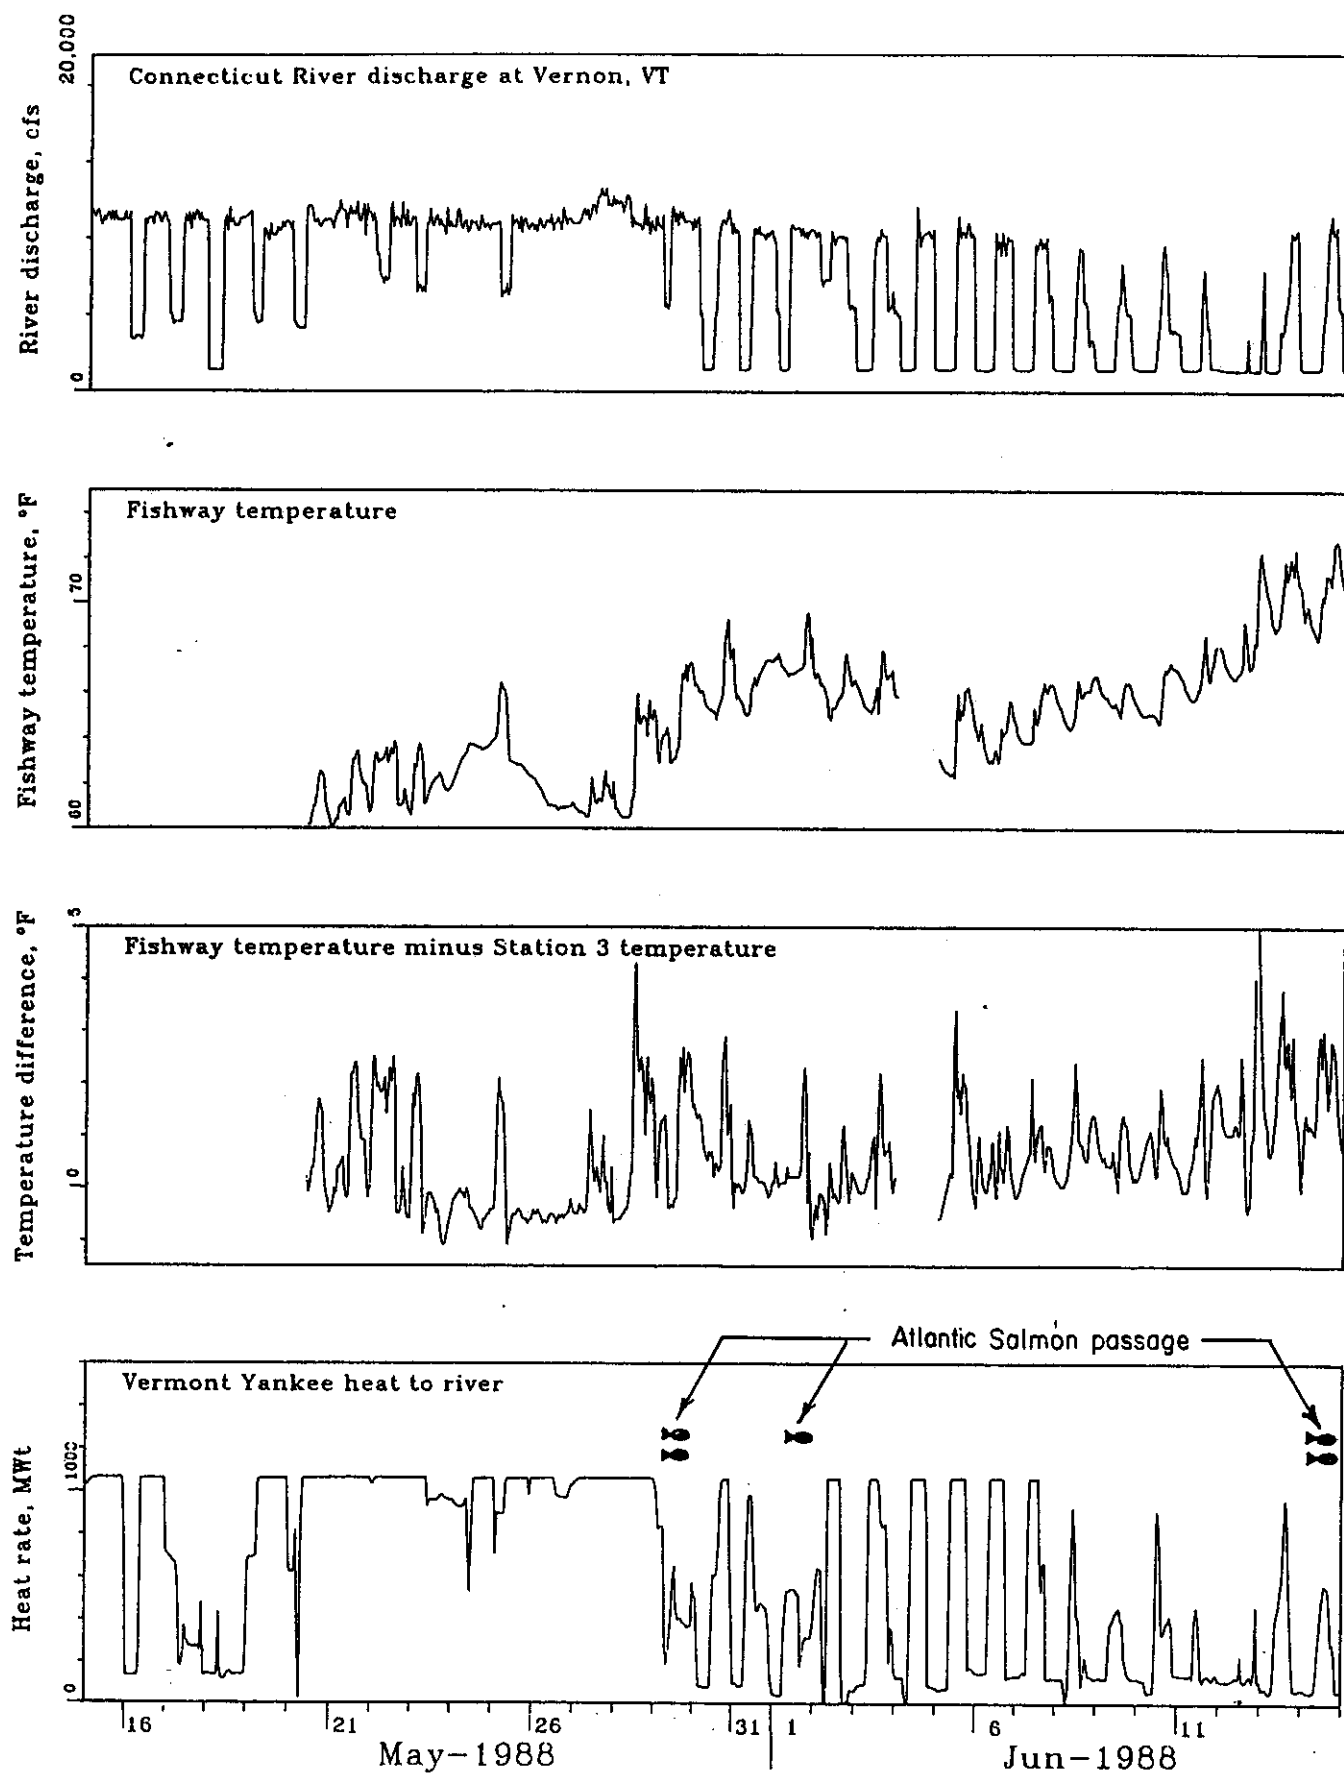 20,000
Connecticut River discharge at Vernon, VT
River discharge, cfs
0
Fishway temperature
Fishway temperature, °F
70
60
5
Fishway temperature minus Station 3 temperature
Temperature difference, °F
0
Atlantic Salmon passage
Vermont Yankee heat to river
Heat rate, MWt
1000
0
16 21 26 31 1 6 11
May-1988 Jun-1988